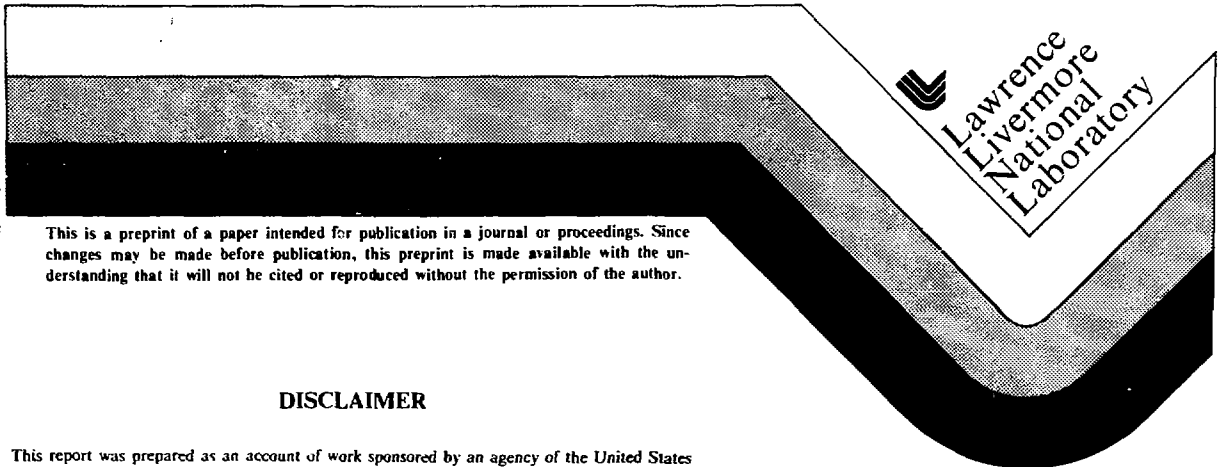 Lawrence
Livermore
National
Laboratory
This is a preprint of a paper intended for publication in a journal or proceedings. Since
changes may be made before publication, this preprint is made available with the un-
derstanding that it will not be cited or reproduced without the permission of the author.
DISCLAIMER
This report was prepared as an account of work sponsored by an agency of the United States